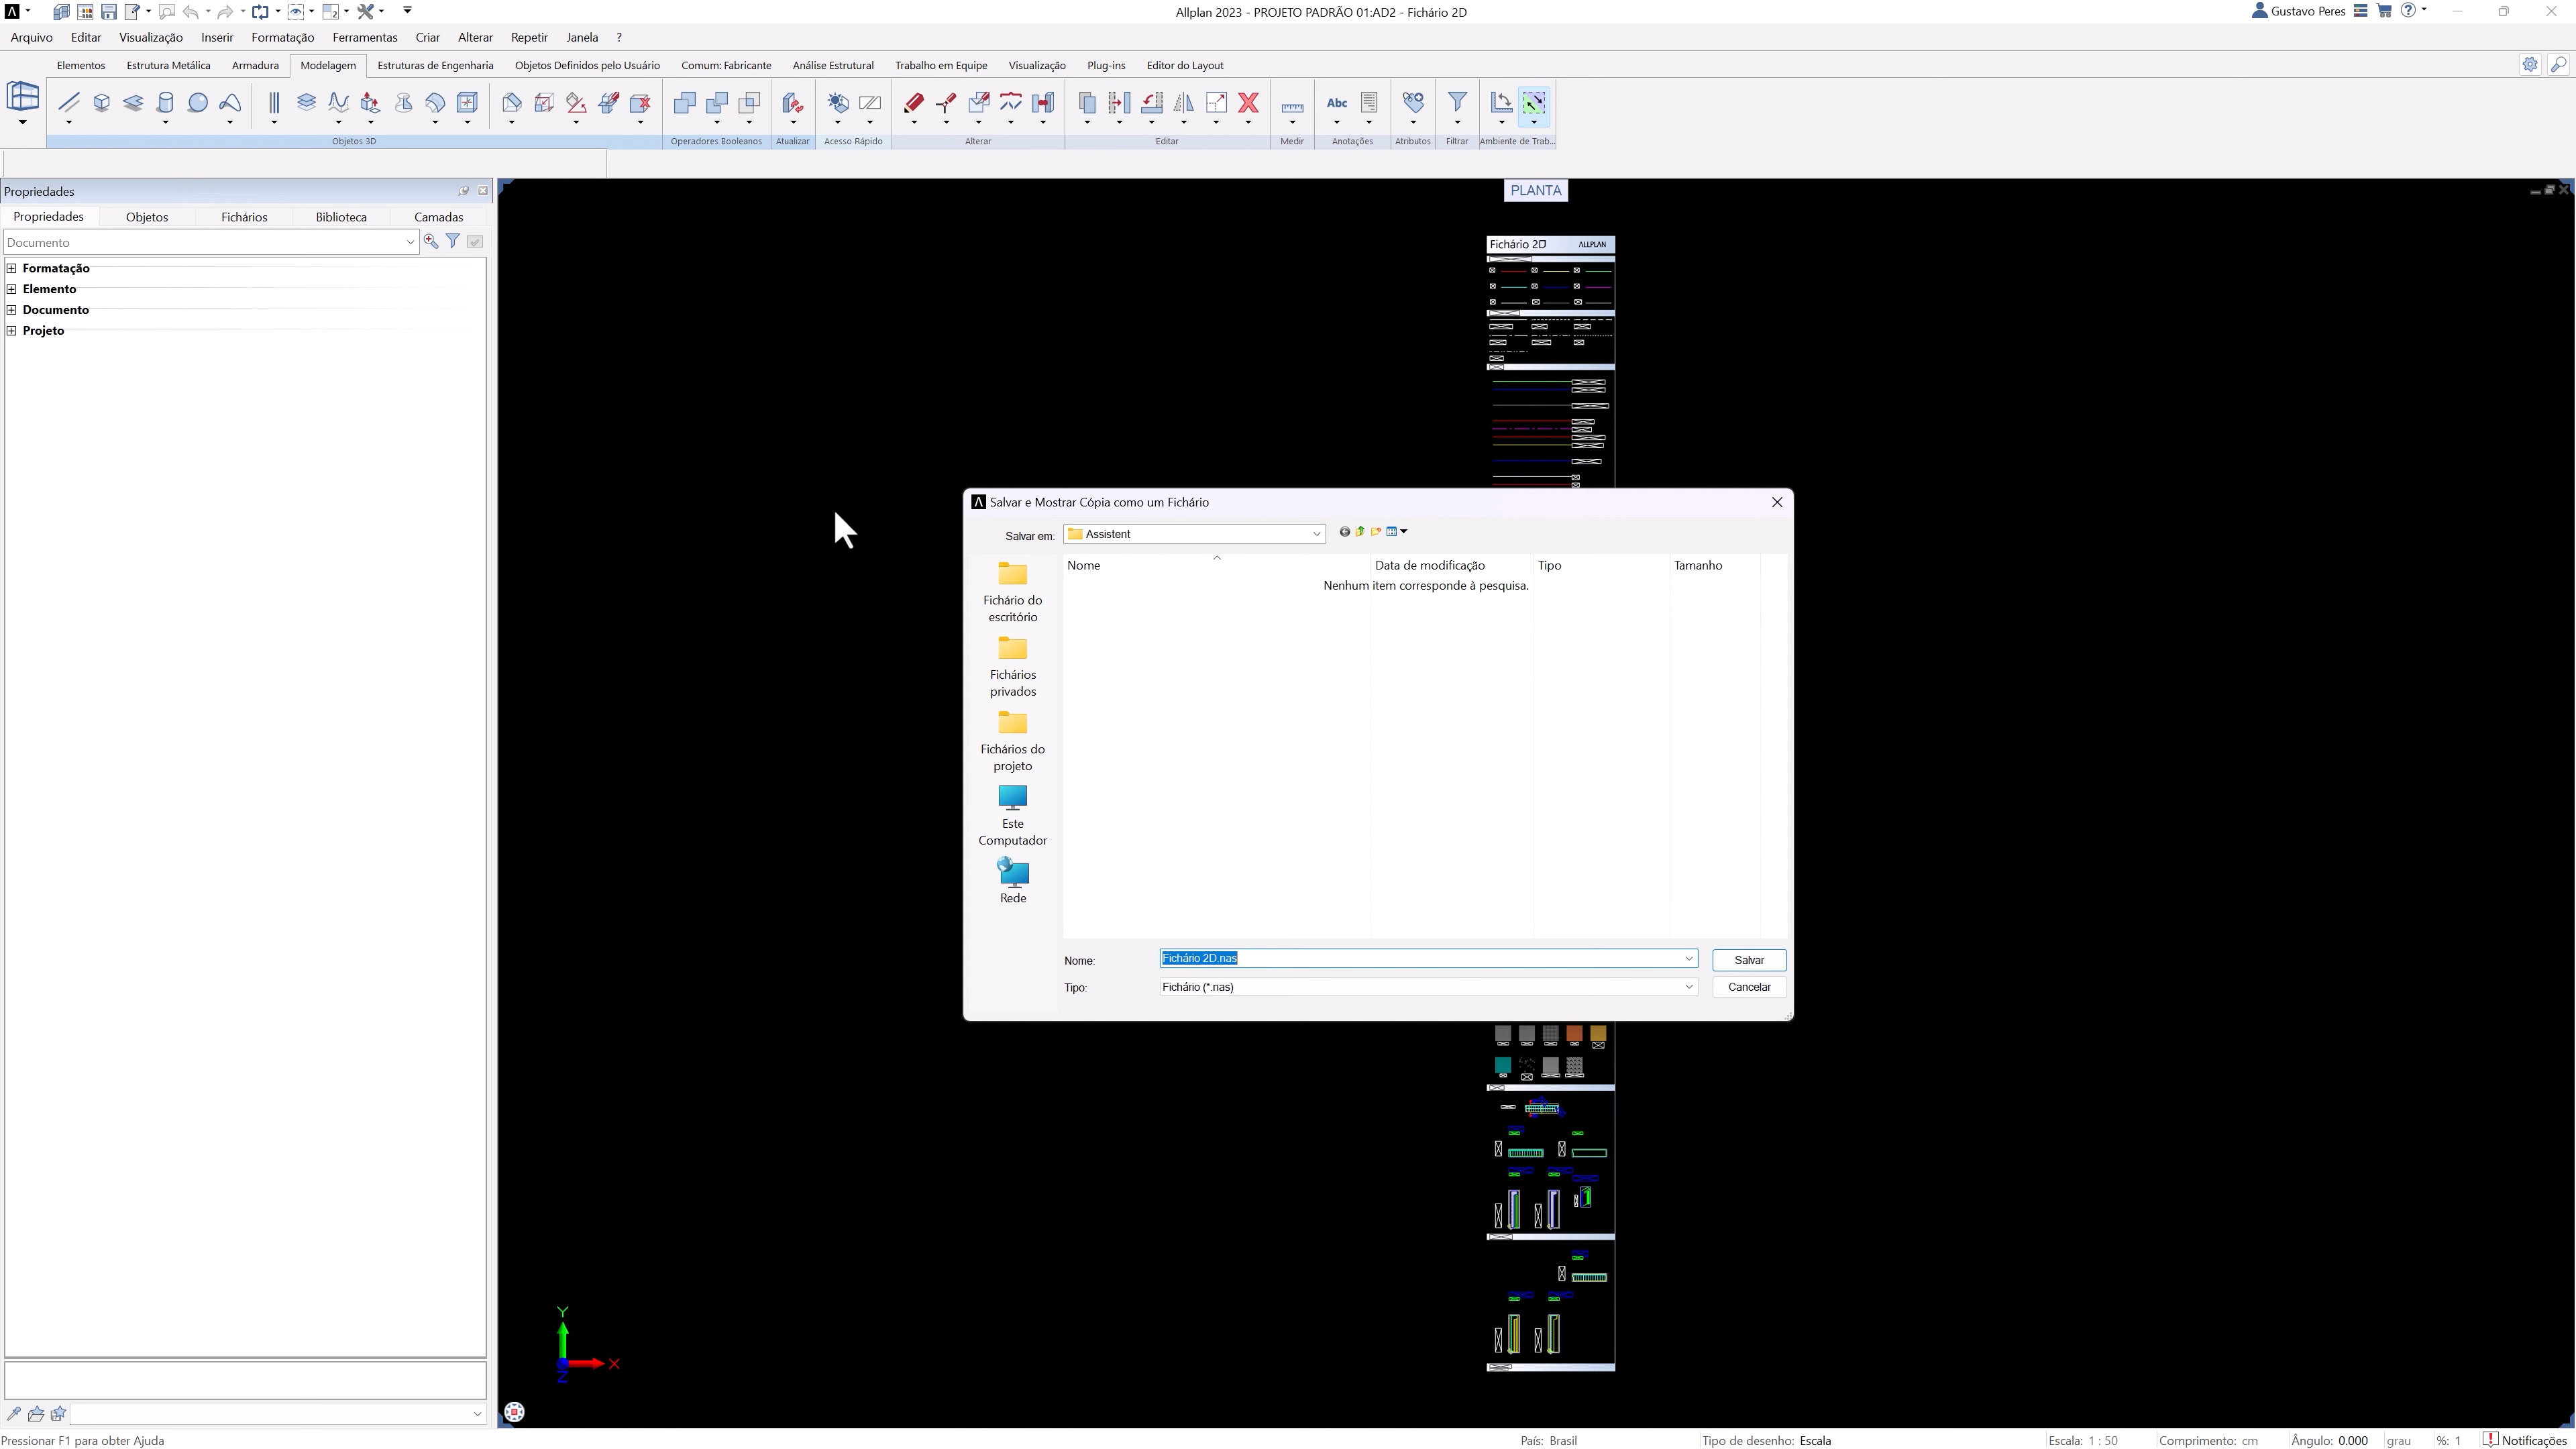 Allplan 2023 - PROJETO PADRÃO 01:AD2 - Fichário 2D
Gustavo Peres
Arquivo Editar Visualização Inserir Formatação Ferramentas Criar Alterar Repetir Janela ?
Elementos Estrutura Metálica Armadura Modelagem Estruturas de Engenharia Objetos Definidos pelo Usuário Comum: Fabricante Análise Estrutural Trabalho em Equipe Visualização Plug-ins Editor do Layout
Abc
Objetos 3D Operadores Booleanos Atualizar Acesso Rápido Alterar Editar Medir Anotações Atributos Filtrar Ambiente de Trab...
Propriedades
Propriedades Objetos Fichários Biblioteca Camadas
Documento
Formatação
Elemento
Documento
Projeto
PLANTA
Fichário 2D ALLPLAN
Salvar e Mostrar Cópia como um Fichário
Salvar em: Assistent
Nome Data de modificação Tipo Tamanho
Nenhum item corresponde à pesquisa.
Fichário do
escritório
Fichários
privados
Fichários do
projeto
Este
Computador
Rede
Nome: Fichário 2D.nas Salvar
Tipo: Fichário (*.nas) Cancelar
Y
X
Z
Pressionar F1 para obter Ajuda País: Brasil Tipo de desenho: Escala Escala: 1 : 50 Comprimento: cm Ângulo: 0.000 grau %: 1 Notificações